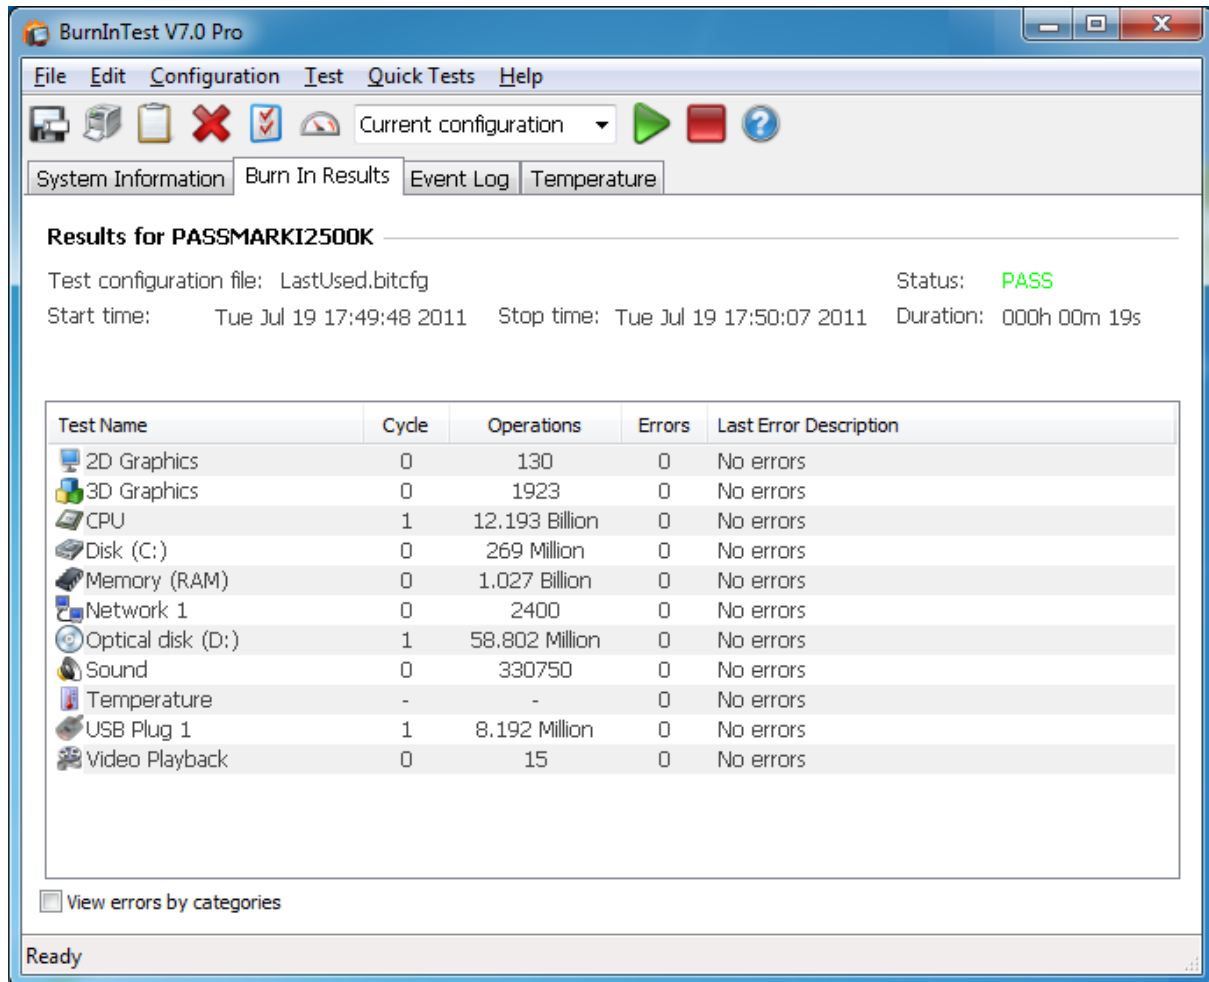 BurnInTest V7.0 Pro
File Edit Configuration Test Quick Tests Help
Current configuration
System Information Burn In Results Event Log Temperature
Results for PASSMARKI2500K
Test configuration file: LastUsed.bitcfg Status: PASS
Start time: Tue Jul 19 17:49:48 2011 Stop time: Tue Jul 19 17:50:07 2011 Duration: 000h 00m 19s
Test Name Cycle Operations Errors Last Error Description
2D Graphics 0 130 0 No errors
3D Graphics 0 1923 0 No errors
CPU 1 12.193 Billion 0 No errors
Disk (C:) 0 269 Million 0 No errors
Memory (RAM) 0 1.027 Billion 0 No errors
Network 1 0 2400 0 No errors
Optical disk (D:) 1 58.802 Million 0 No errors
Sound 0 330750 0 No errors
Temperature - - 0 No errors
USB Plug 1 1 8.192 Million 0 No errors
Video Playback 0 15 0 No errors
View errors by categories
Ready